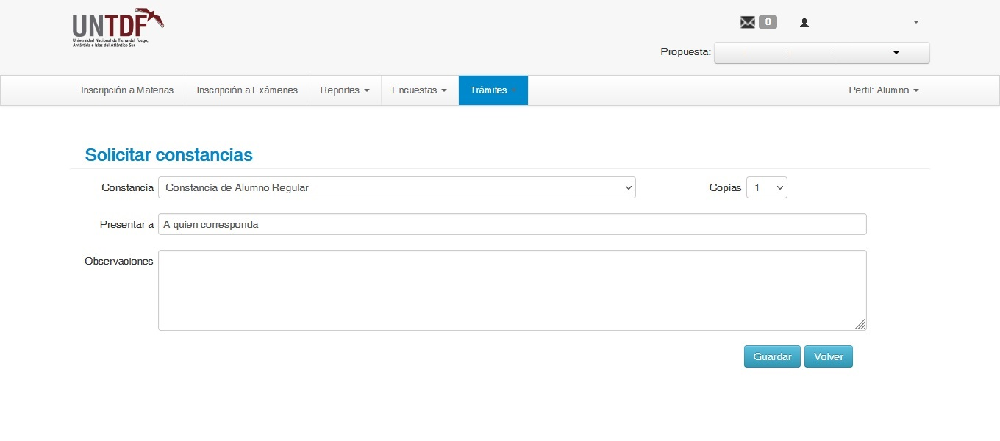 UNTDF
Universidad Nacional de Tierra del Fuego,
Antártida e Islas del Atlántico Sur
0
Propuesta:
Inscripción a Materias Inscripción a Exámenes Reportes Encuestas Trámites Perfil: Alumno
Solicitar constancias
Constancia Constancia de Alumno Regular Copias 1
Presentar a A quien corresponda
Observaciones
Guardar Volver